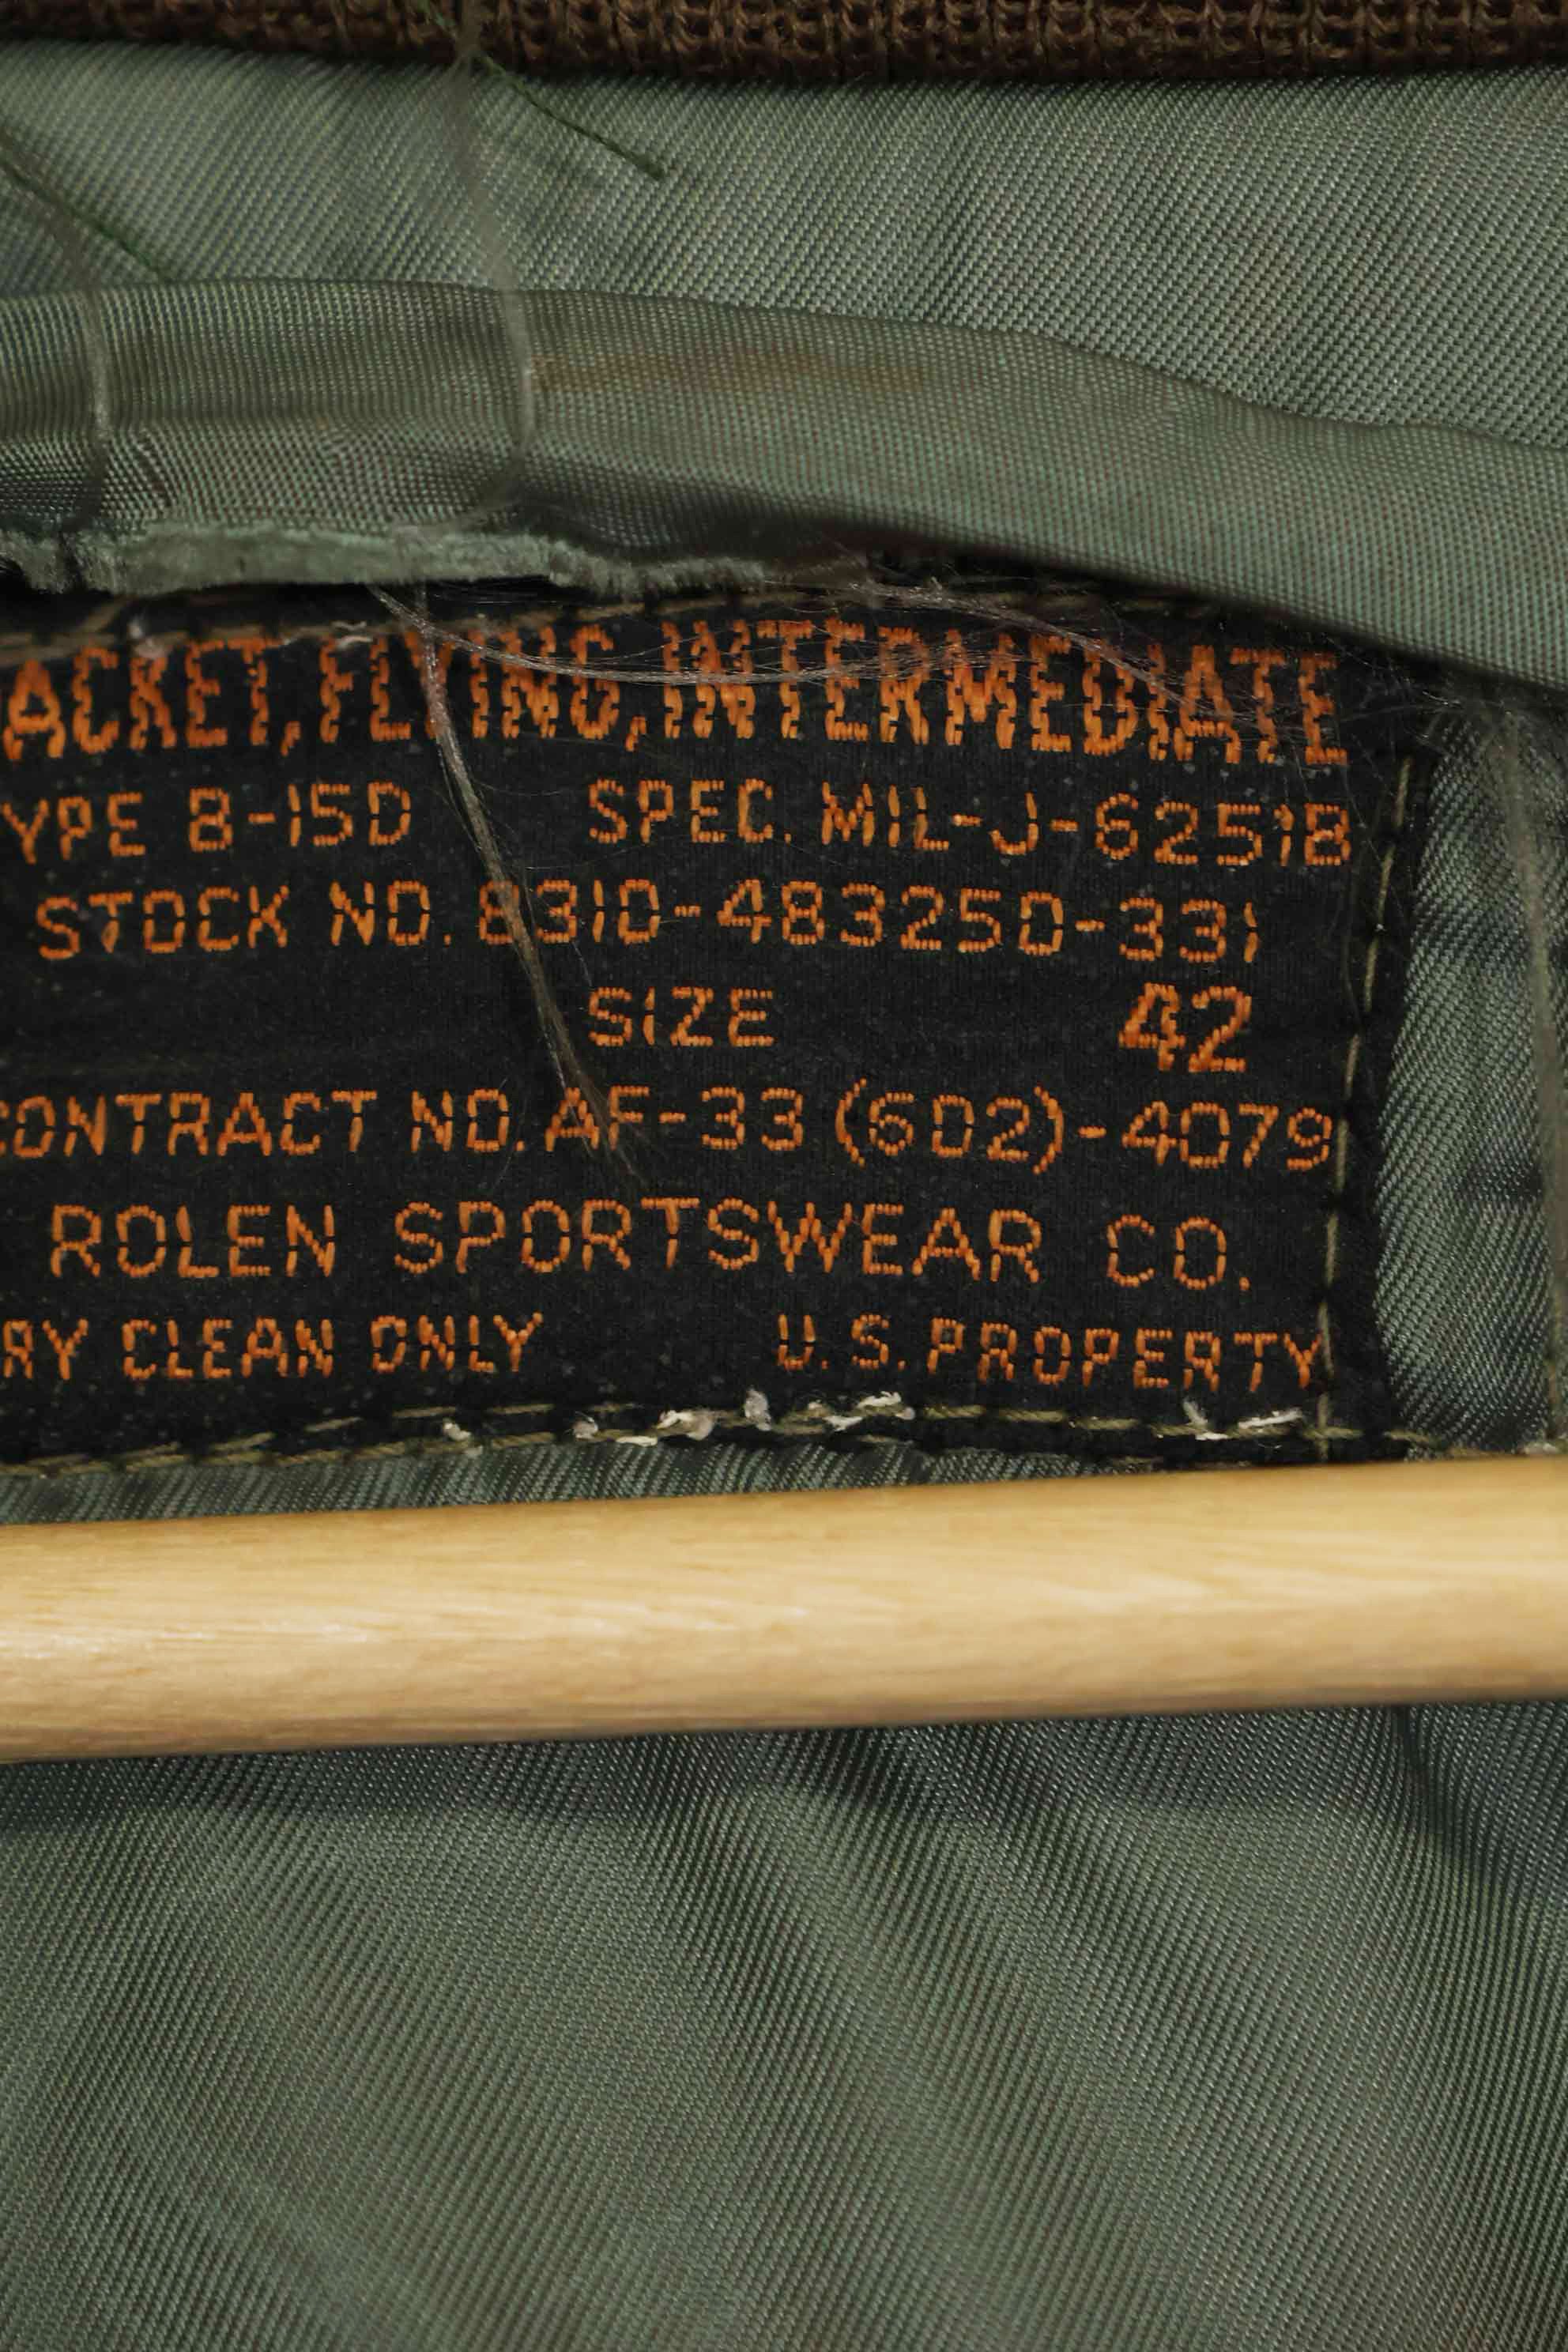 ACKET, FLYING, INTERMEDIATE
YPE B-15D SPEC. MIL-J-6251B
STOCK NO. 8310-483250-331
SIZE 42
CONTRACT NO. AF-33(602)-4079
ROLEN SPORTSWEAR CO.
RY CLEAN ONLY U.S. PROPERTY